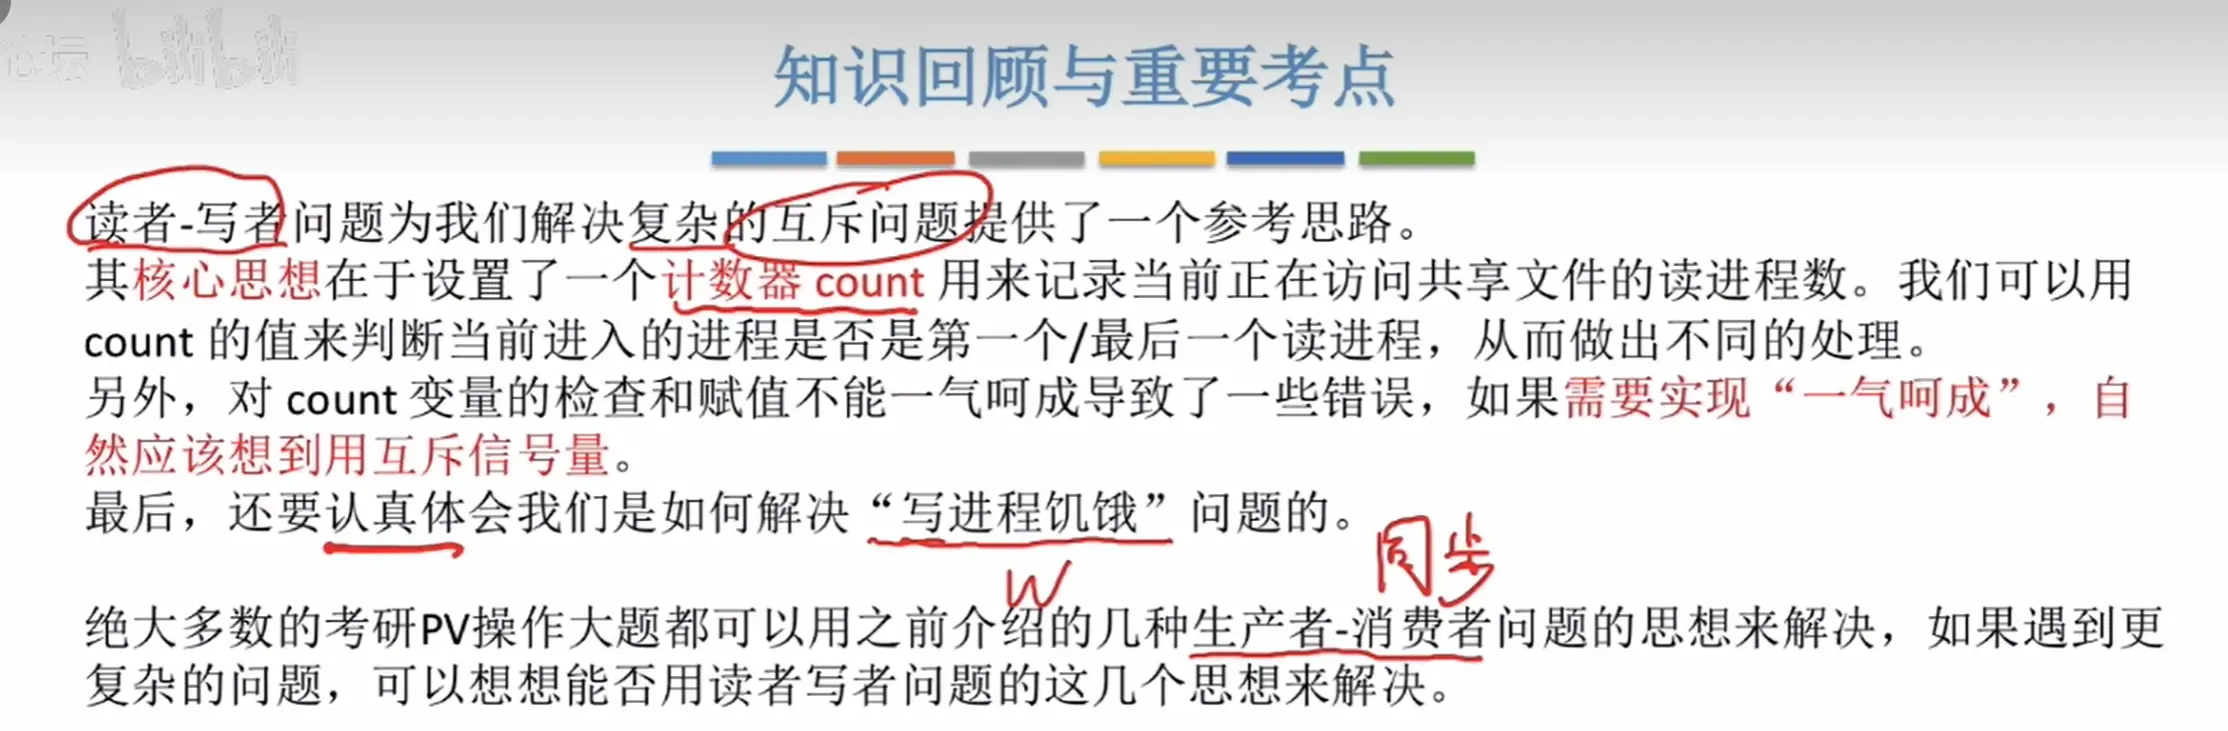 论坛 bilibili
知识回顾与重要考点
读者-写者问题为我们解决复杂的互斥问题提供了一个参考思路。
其核心思想在于设置了一个计数器 count 用来记录当前正在访问共享文件的读进程数。我们可以用
count 的值来判断当前进入的进程是否是第一个/最后一个读进程，从而做出不同的处理。
另外，对 count 变量的检查和赋值不能一气呵成导致了一些错误，如果需要实现“一气呵成”，自
然应该想到用互斥信号量。
最后，还要认真体会我们是如何解决“写进程饥饿”问题的。
同步
W
绝大多数的考研PV操作大题都可以用之前介绍的几种生产者-消费者问题的思想来解决，如果遇到更
复杂的问题，可以想想能否用读者写者问题的这几个思想来解决。